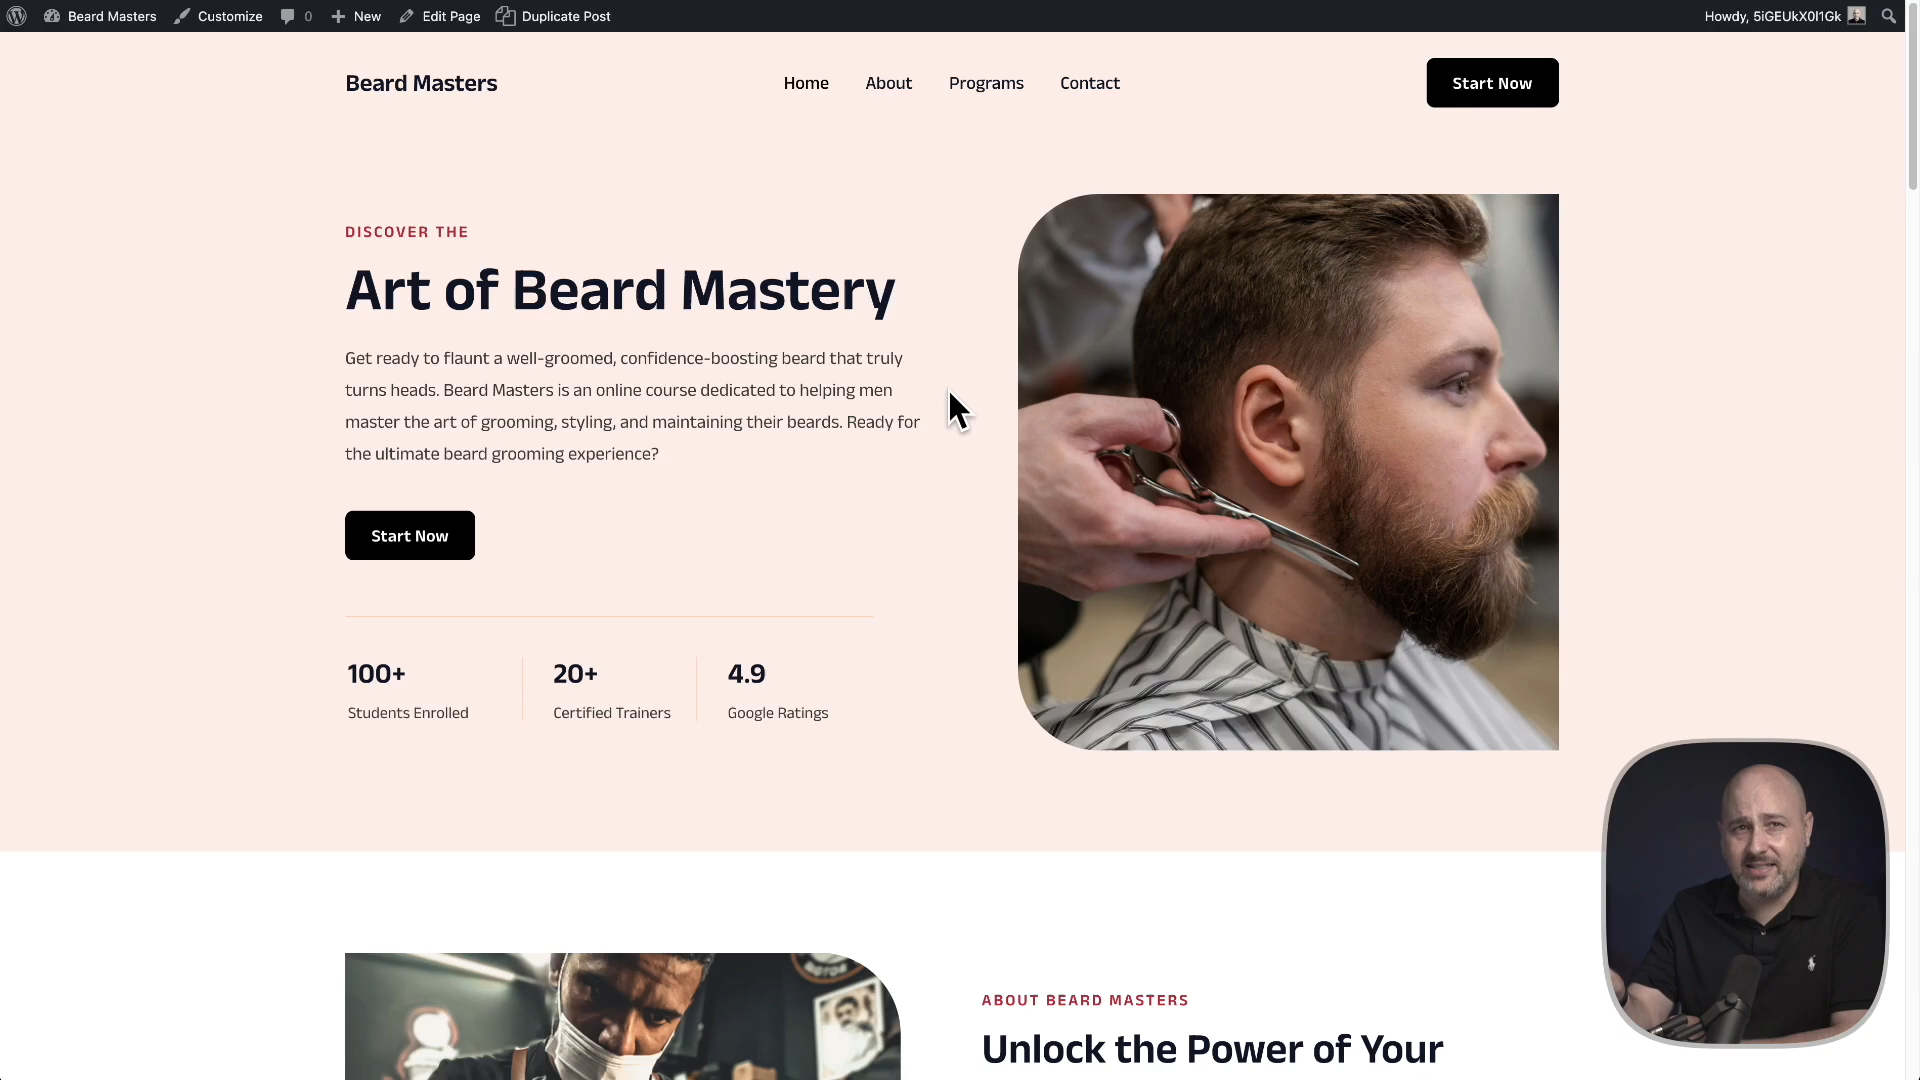 Beard Masters
Customize
0
New
Edit Page
Duplicate Post
Howdy, 5iGEUkX0l1Gk
Beard Masters
Home
About
Programs
Contact
Start Now
DISCOVER THE
Art of Beard Mastery
Get ready to flaunt a well-groomed, confidence-boosting beard that truly
turns heads. Beard Masters is an online course dedicated to helping men
master the art of grooming, styling, and maintaining their beards. Ready for
the ultimate beard grooming experience?
Start Now
100+
Students Enrolled
20+
Certified Trainers
4.9
Google Ratings
ABOUT BEARD MASTERS
Unlock the Power of Your